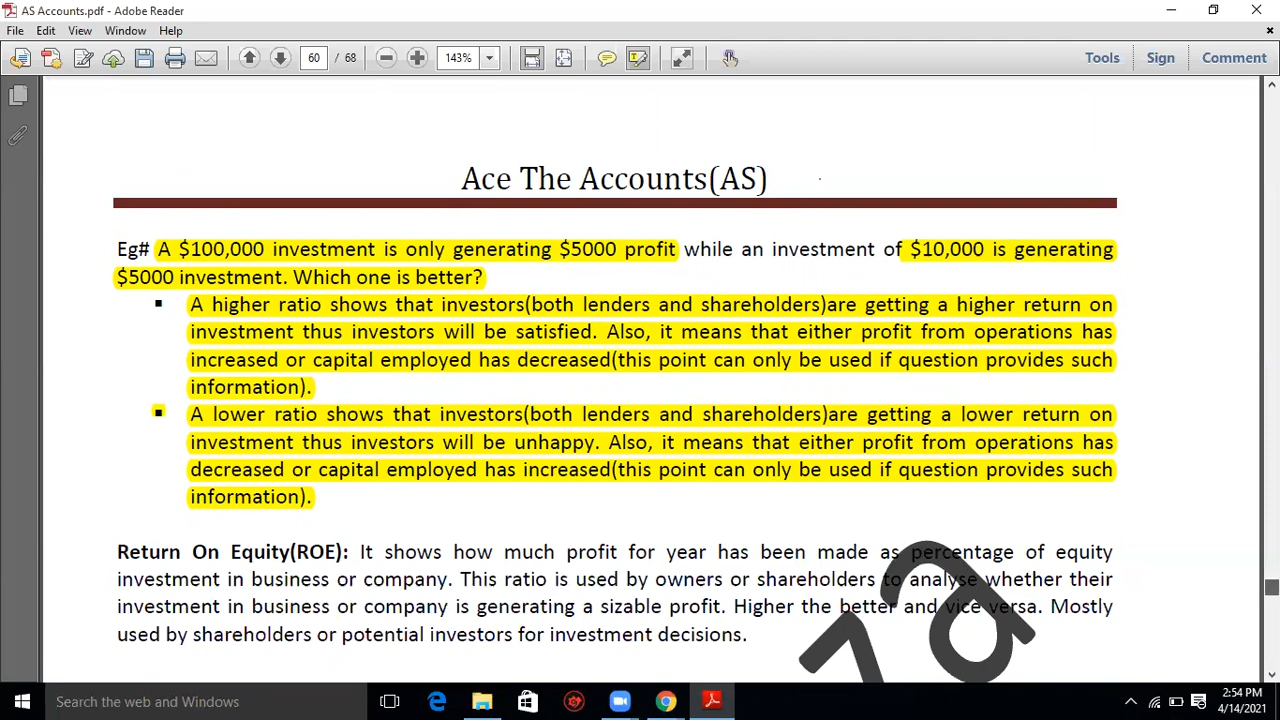 AS Accounts.pdf - Adobe Reader
File Edit View Window Help
60 / 68 143% Tools Sign Comment
Ace The Accounts(AS)
Eg# A $100,000 investment is only generating $5000 profit while an investment of $10,000 is generating
$5000 investment. Which one is better?
▪ A higher ratio shows that investors(both lenders and shareholders)are getting a higher return on
investment thus investors will be satisfied. Also, it means that either profit from operations has
increased or capital employed has decreased(this point can only be used if question provides such
information).
▪ A lower ratio shows that investors(both lenders and shareholders)are getting a lower return on
investment thus investors will be unhappy. Also, it means that either profit from operations has
decreased or capital employed has increased(this point can only be used if question provides such
information).
Return On Equity(ROE): It shows how much profit for year has been made as percentage of equity
investment in business or company. This ratio is used by owners or shareholders to analyse whether their
investment in business or company is generating a sizable profit. Higher the better and vice versa. Mostly
used by shareholders or potential investors for investment decisions.
Search the web and Windows
2:54 PM
4/14/2021